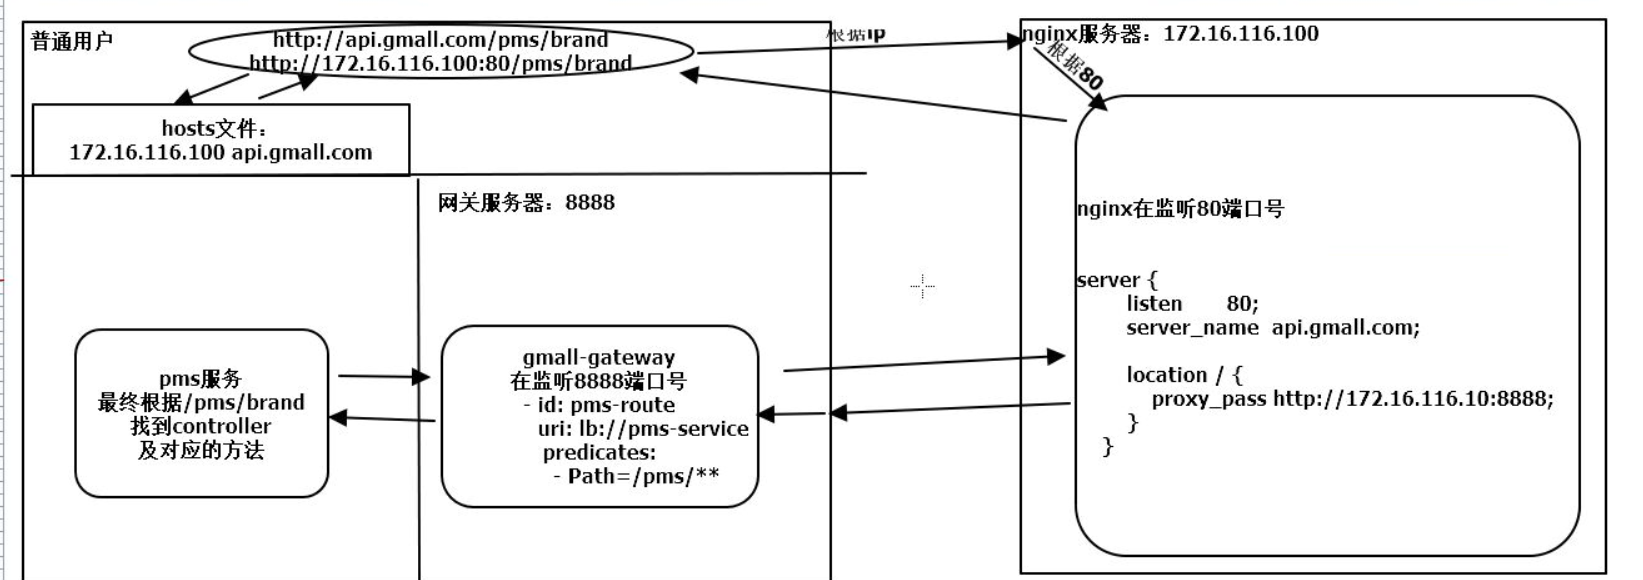 普通用户
http://api.gmall.com/pms/brand
http://172.16.116.100:80/pms/brand
根据ip
nginx服务器：172.16.116.100
根据80
hosts文件：
172.16.116.100 api.gmall.com
网关服务器：8888
nginx在监听80端口号
server {
listen 80;
server_name api.gmall.com;
location / {
proxy_pass http://172.16.116.10:8888;
}
}
pms服务
最终根据/pms/brand
找到controller
及对应的方法
gmall-gateway
在监听8888端口号
- id: pms-route
uri: lb://pms-service
predicates:
- Path=/pms/**